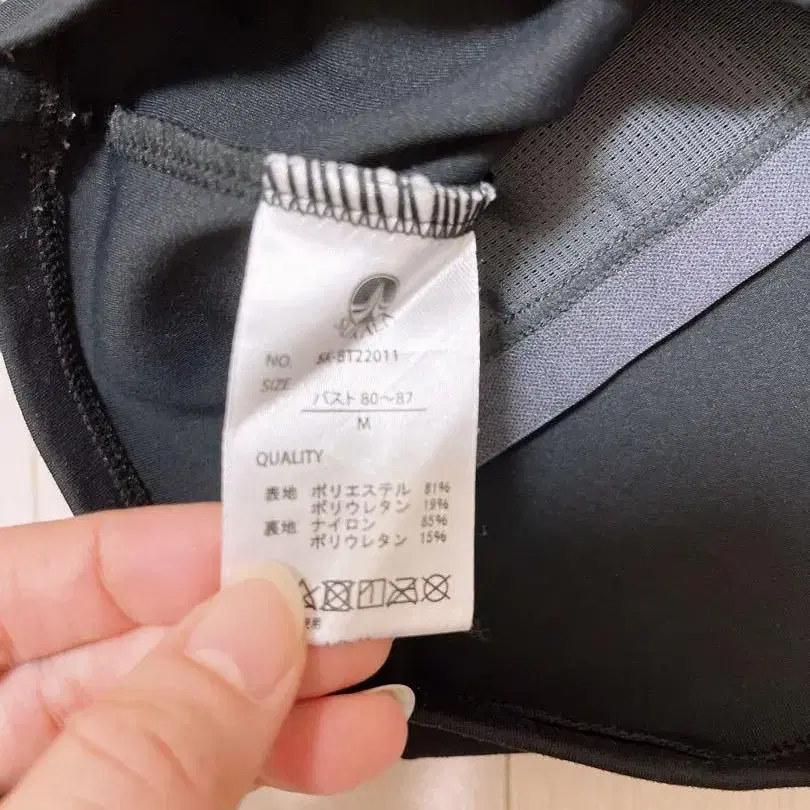 NO. SK-BT22011
SIZE
バスト 80～87
M
QUALITY
表地 ポリエステル 81%
ポリウレタン 19%
裏地 ナイロン 85%
ポリウレタン 15%